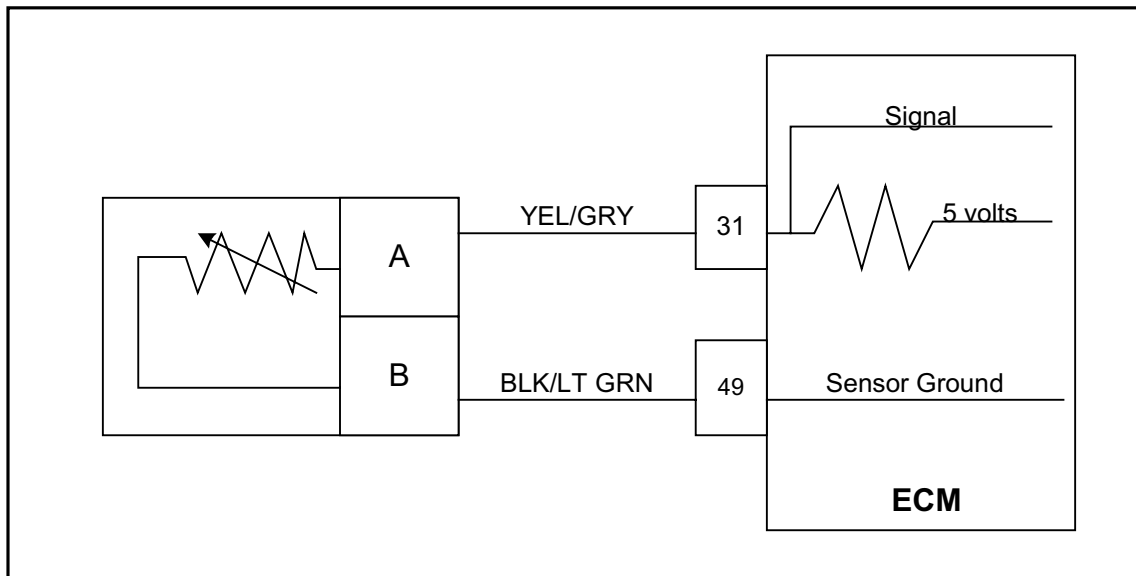 Signal
YEL/GRY
31
5 volts
A
B
BLK/LT GRN
49
Sensor Ground
ECM